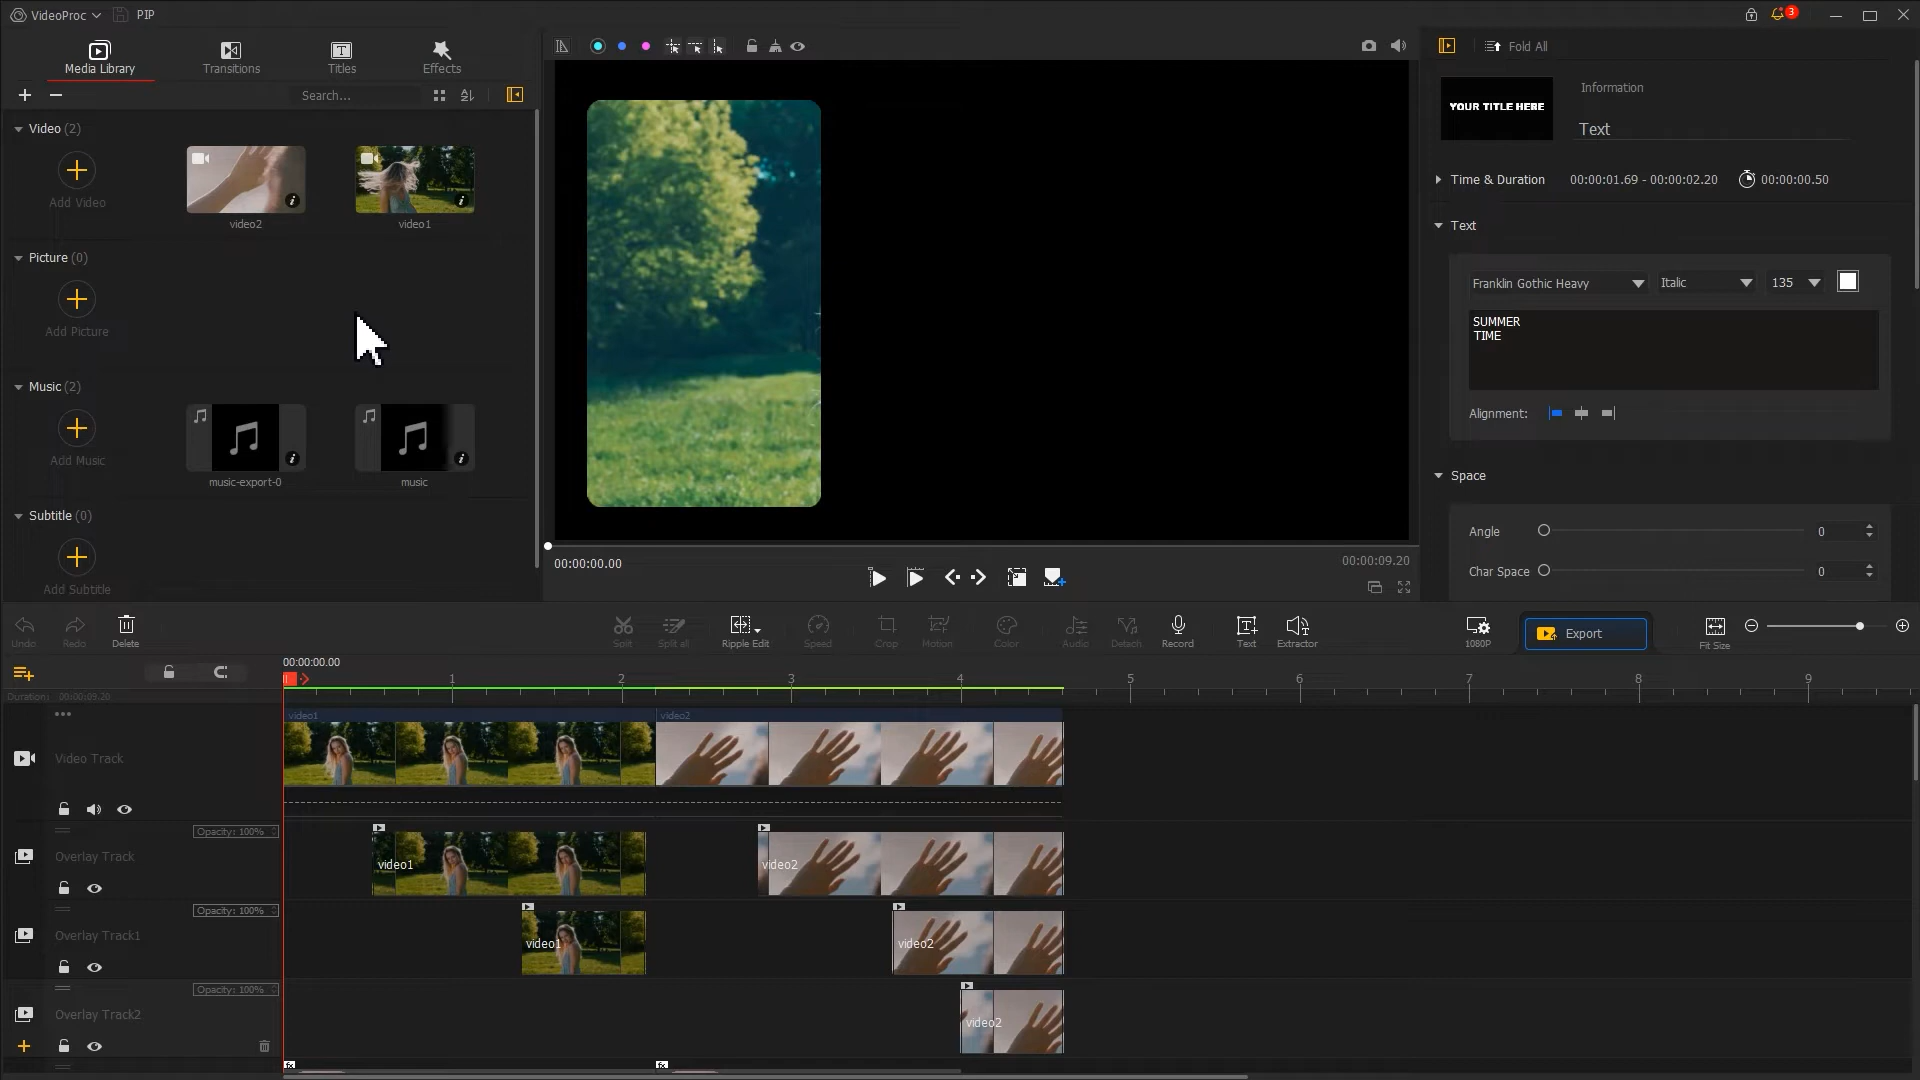 VideoProc
PIP
3
Media Library
Transitions
Titles
Effects
Search...
Fold All
Video (2)
Add Video
video2
video1
Picture (0)
Add Picture
Music (2)
Add Music
music-export-0
music
Subtitle (0)
Add Subtitle
00:00:00.00
00:00:09.20
YOUR TITLE HERE
Information
Text
Time & Duration
00:00:01.69 - 00:00:02.20
00:00:00.50
Text
Franklin Gothic Heavy
Italic
135
SUMMER
TIME
Alignment:
Space
Angle
0
Char Space
0
Undo
Redo
Delete
Split
Split all
Ripple Edit
Speed
Crop
Motion
Color
Audio
Detach
Record
Text
Extractor
1080P
Export
Fit Size
00:00:00.00
Duration: 00:00:09.20
1
2
3
4
5
6
7
8
9
video1
video2
Video Track
Opacity: 100%
Overlay Track
video1
video2
Opacity: 100%
Overlay Track1
video1
video2
Opacity: 100%
Overlay Track2
video2
fx
fx